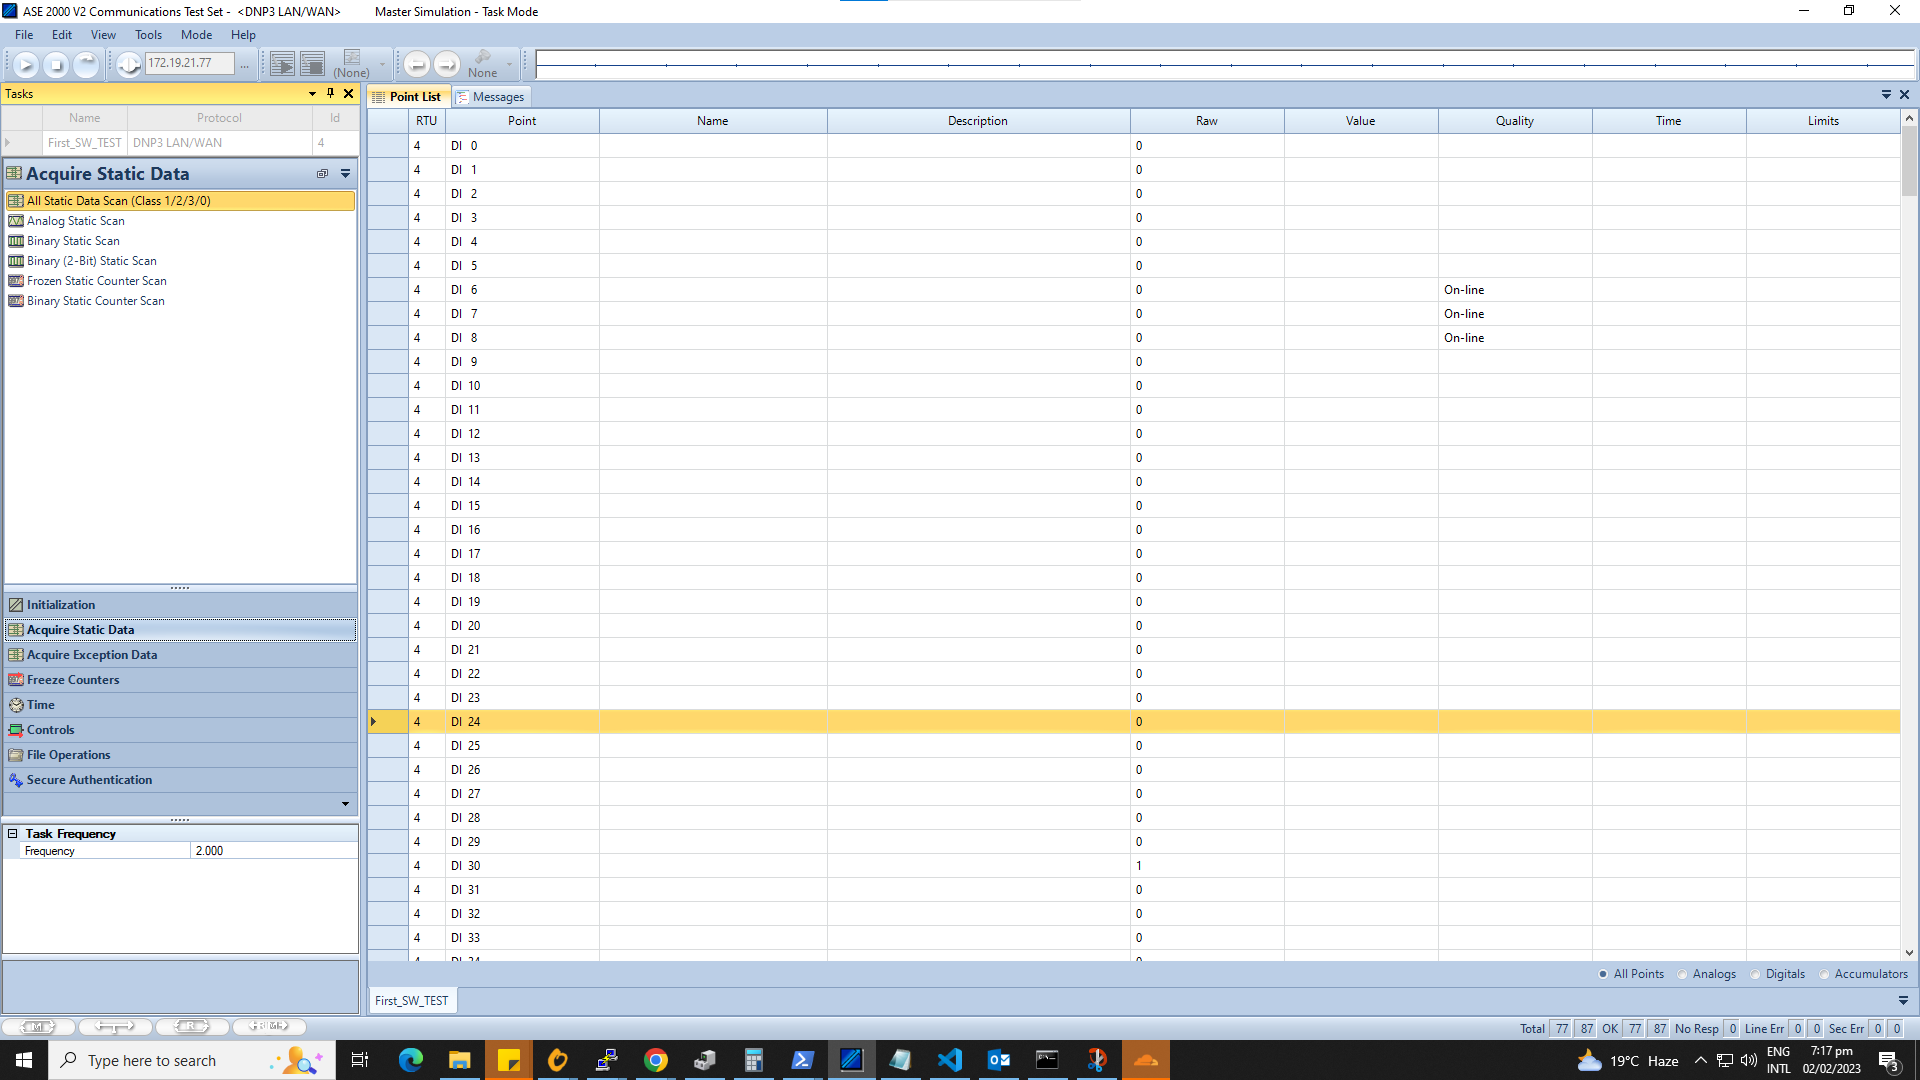 ASE 2000 V2 Communications Test Set - <DNP3 LAN/WAN> Master Simulation - Task Mode
File Edit View Tools Mode Help
172.19.21.77 ... (None) None
Tasks
Name Protocol Id
First_SW_TEST DNP3 LAN/WAN 4
Acquire Static Data
All Static Data Scan (Class 1/2/3/0)
Analog Static Scan
Binary Static Scan
Binary (2-Bit) Static Scan
Frozen Static Counter Scan
Binary Static Counter Scan
Initialization
Acquire Static Data
Acquire Exception Data
Freeze Counters
Time
Controls
File Operations
Secure Authentication
Task Frequency
Frequency 2.000
Point List Messages
RTU Point Name Description Raw Value Quality Time Limits
4 DI 0 0
4 DI 1 0
4 DI 2 0
4 DI 3 0
4 DI 4 0
4 DI 5 0
4 DI 6 0 On-line
4 DI 7 0 On-line
4 DI 8 0 On-line
4 DI 9 0
4 DI 10 0
4 DI 11 0
4 DI 12 0
4 DI 13 0
4 DI 14 0
4 DI 15 0
4 DI 16 0
4 DI 17 0
4 DI 18 0
4 DI 19 0
4 DI 20 0
4 DI 21 0
4 DI 22 0
4 DI 23 0
4 DI 24 0
4 DI 25 0
4 DI 26 0
4 DI 27 0
4 DI 28 0
4 DI 29 0
4 DI 30 1
4 DI 31 0
4 DI 32 0
4 DI 33 0
4 DI 34 0
All Points Analogs Digitals Accumulators
First_SW_TEST
Total 77 87 OK 77 87 No Resp 0 Line Err 0 0 Sec Err 0 0
Type here to search
19°C Haze
ENG
INTL
7:17 pm
02/02/2023
3